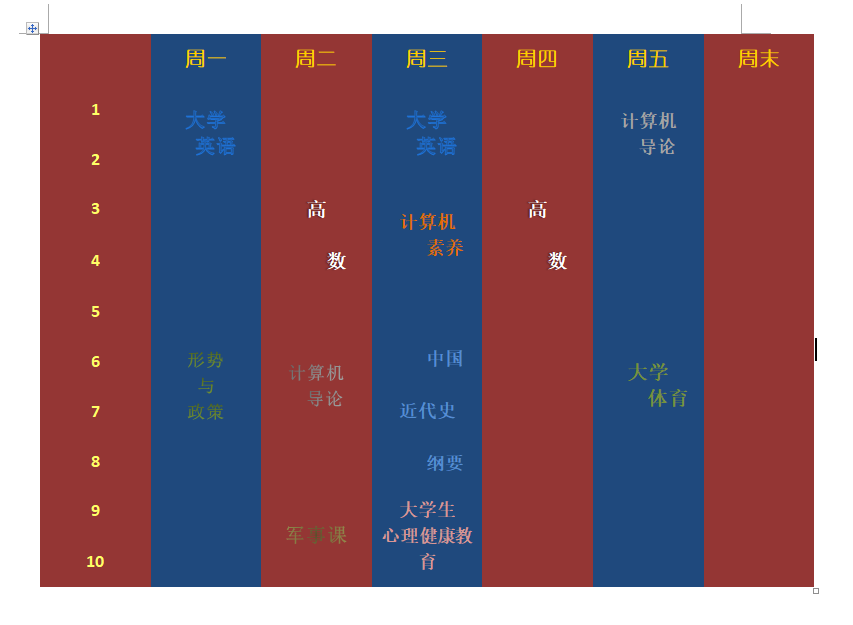 周一 周二 周三 周四 周五 周末
1
大学
英语
大学
英语
计算机
导论
2
3
高
数
计算机
素养
高
数
4
5
6
形势
与
政策
计算机
导论
中国
近代史
纲要
大学
体育
7
8
9
军事课
大学生
心理健康教
育
10